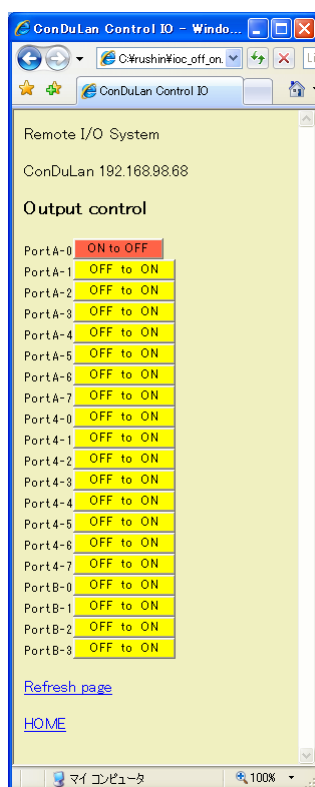 ConDuLan Control IO - Windo...
C:¥rushin¥ioc_off_on.
Li
ConDuLan Control IO
Remote I/O System
ConDuLan 192.168.98.68
Output control
PortA-0 ON to OFF
PortA-1 OFF to ON
PortA-2 OFF to ON
PortA-3 OFF to ON
PortA-4 OFF to ON
PortA-5 OFF to ON
PortA-6 OFF to ON
PortA-7 OFF to ON
Port4-0 OFF to ON
Port4-1 OFF to ON
Port4-2 OFF to ON
Port4-3 OFF to ON
Port4-4 OFF to ON
Port4-5 OFF to ON
Port4-6 OFF to ON
Port4-7 OFF to ON
PortB-0 OFF to ON
PortB-1 OFF to ON
PortB-2 OFF to ON
PortB-3 OFF to ON
Refresh page
HOME
マイ コンピュータ 100%